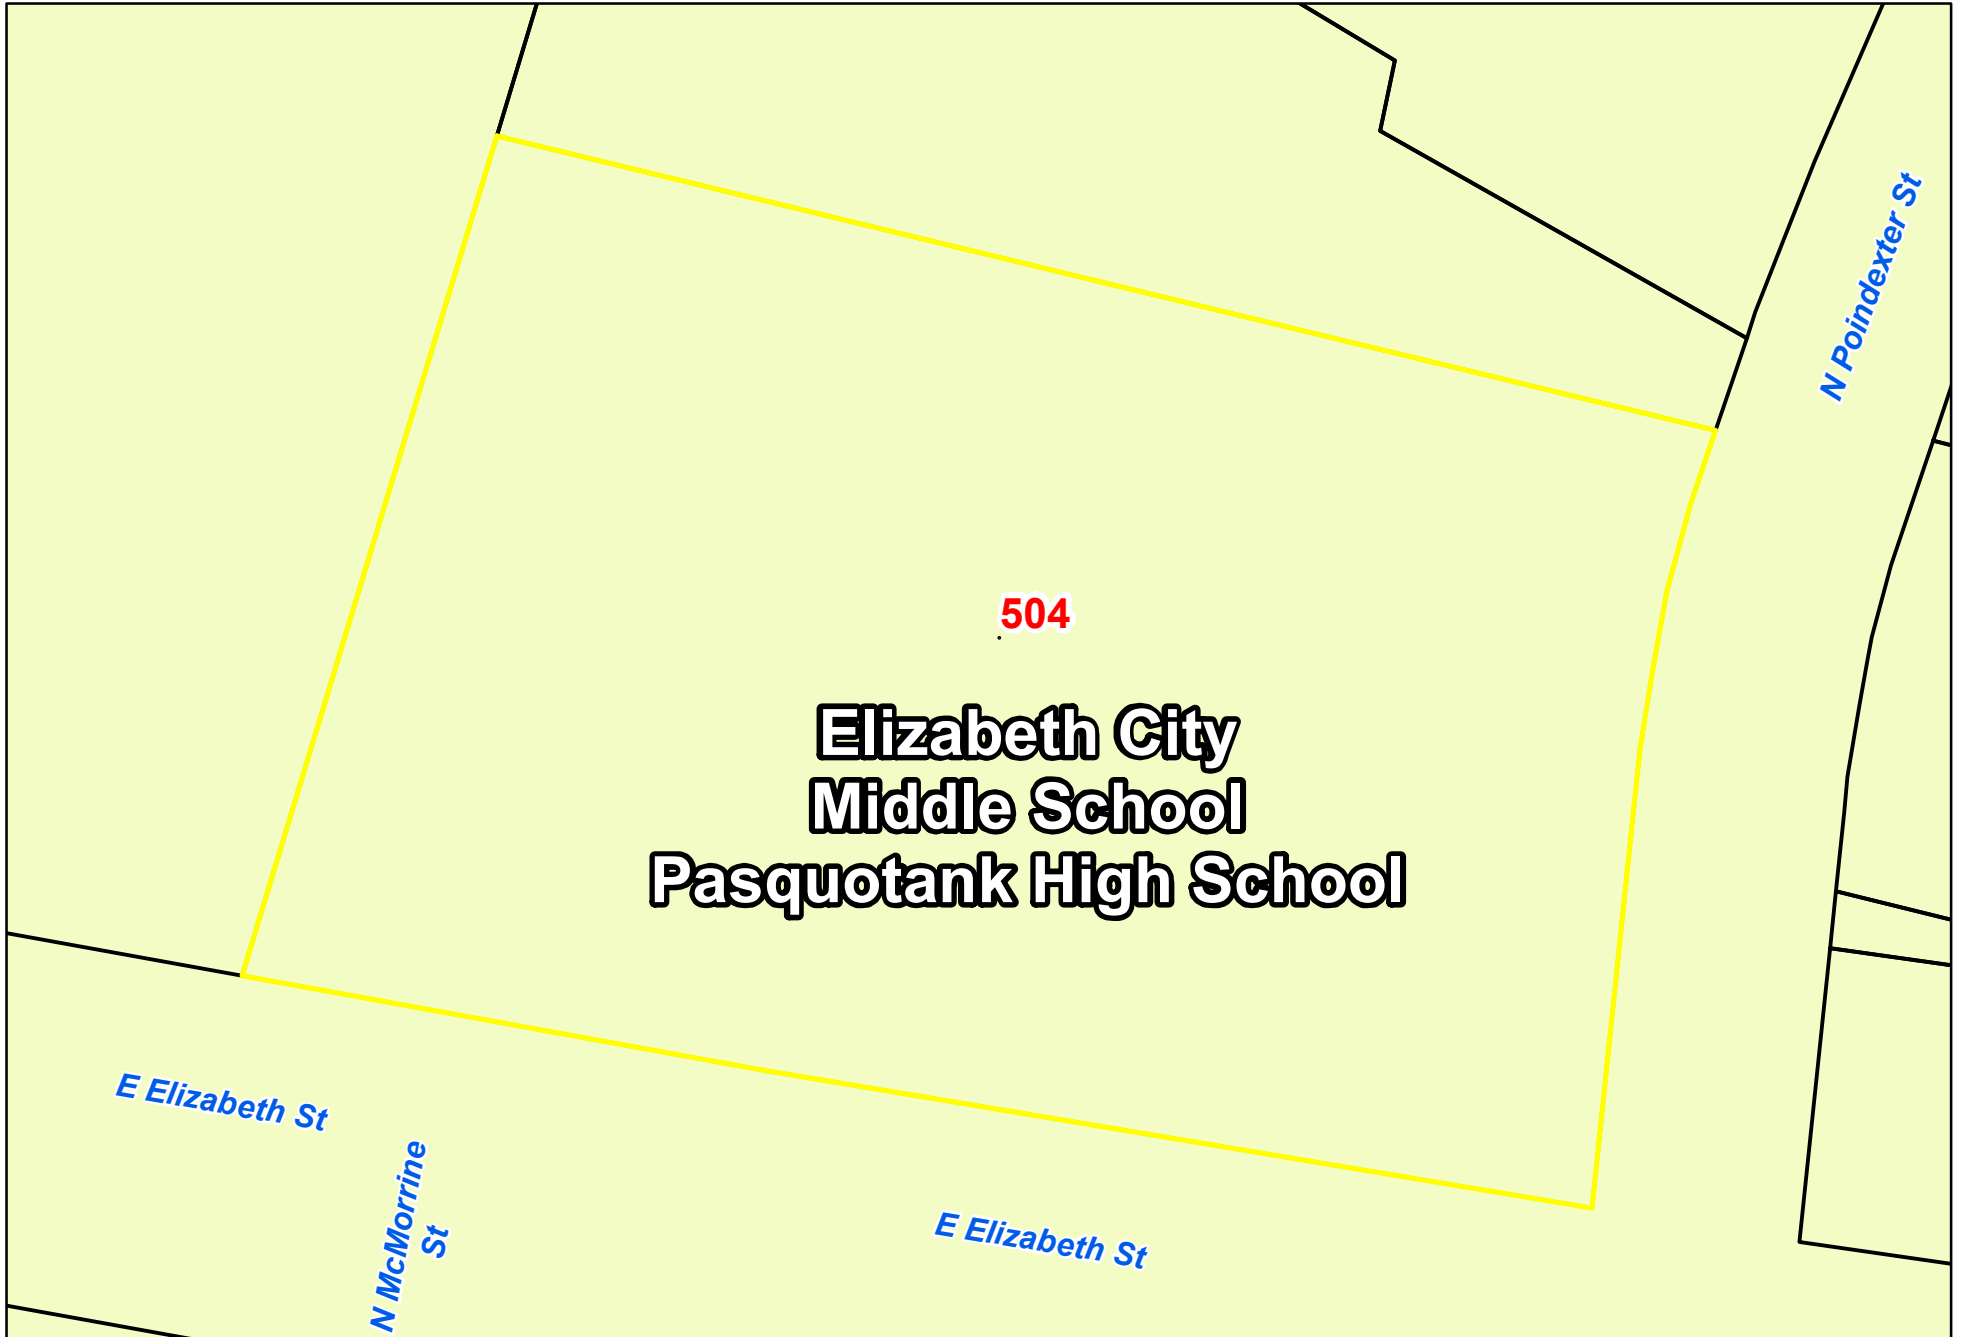 N Poindexter St
504
Elizabeth City
Middle School
Pasquotank High School
E Elizabeth St
N McMorrine
St
E Elizabeth St